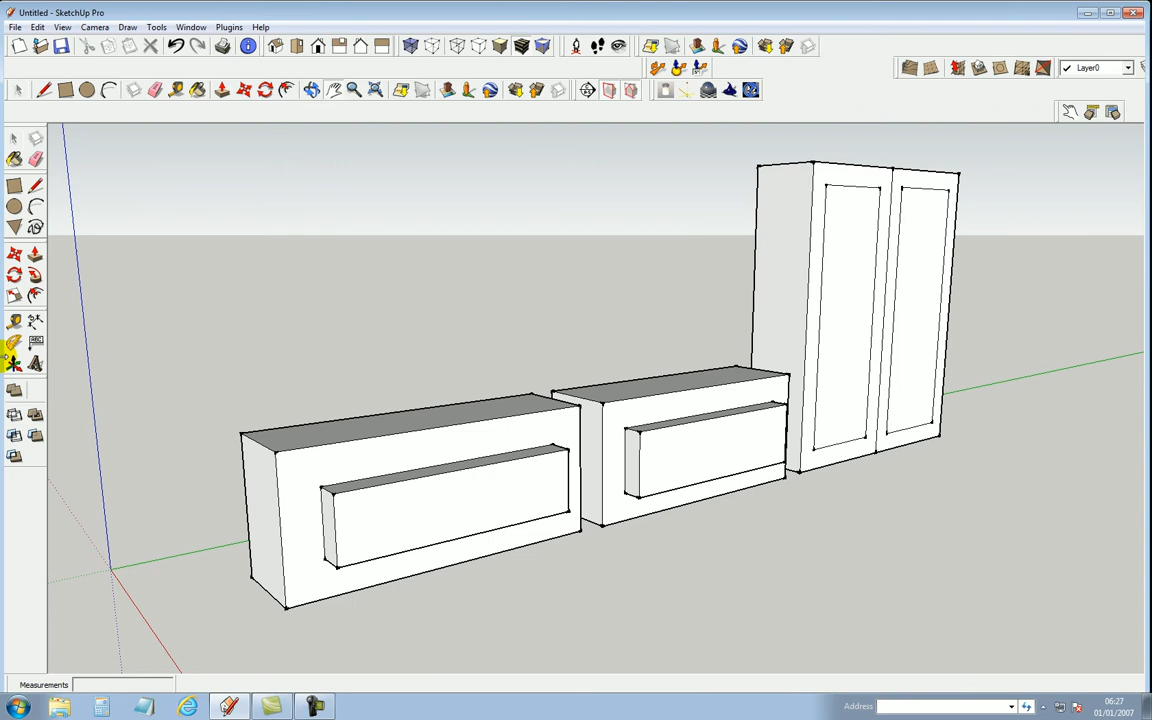 Untitled - SketchUp Pro
File Edit View Camera Draw Tools Window Plugins Help
Layer0
ABC
Measurements
Address
06:27
01/01/2007